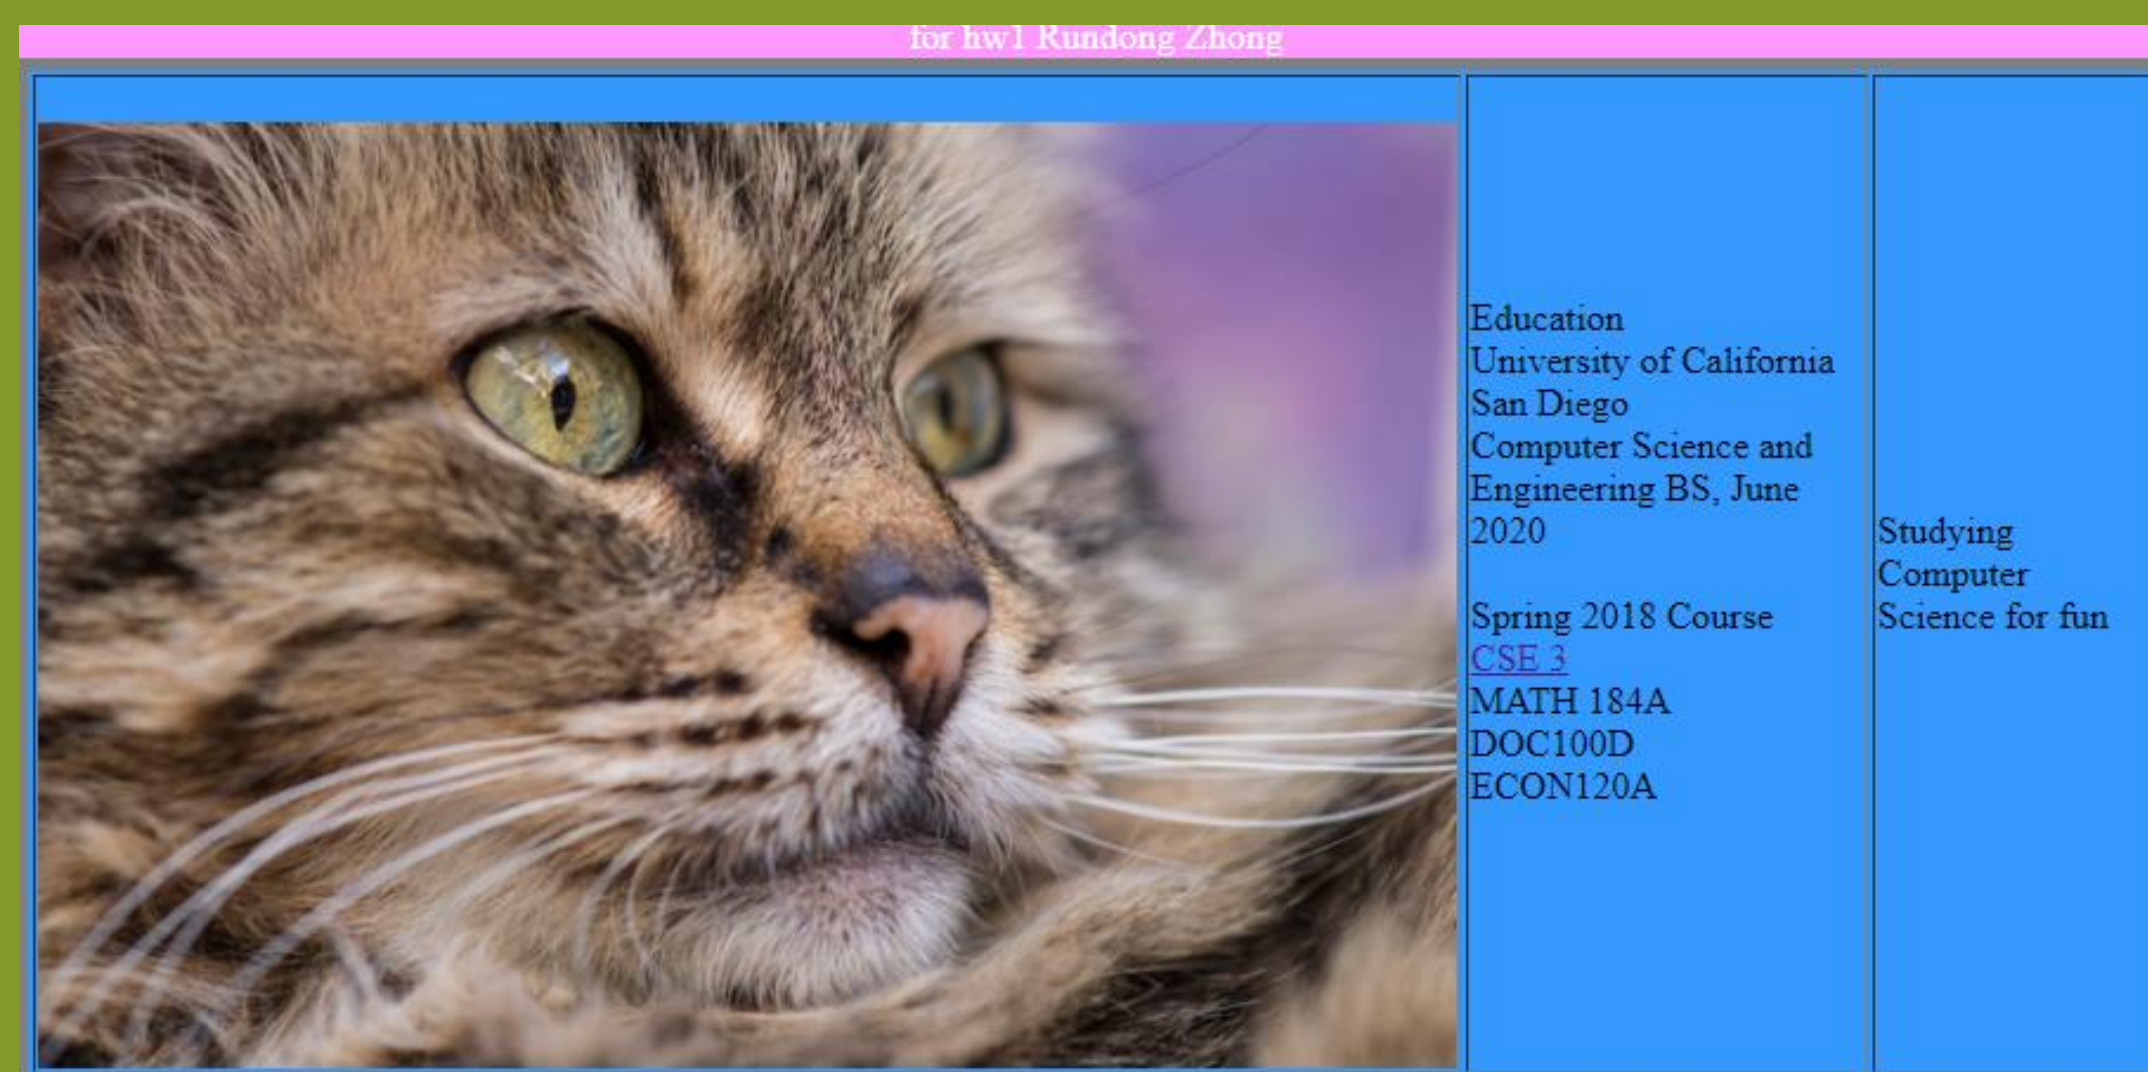 for hw1 Rundong Zhong
Education
University of California
San Diego
Computer Science and
Engineering BS, June
2020
Spring 2018 Course
CSE 3
MATH 184A
DOC100D
ECON120A
Studying
Computer
Science for fun